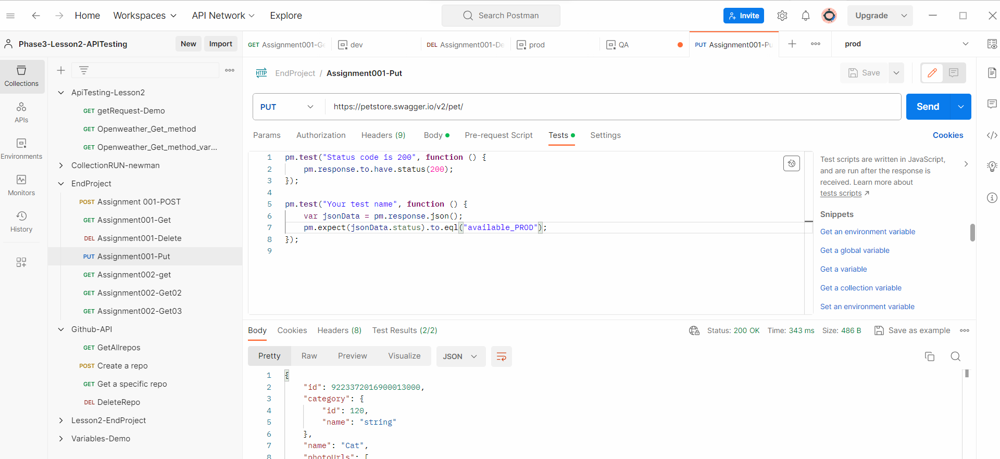 Home
Workspaces
API Network
Explore
Search Postman
Invite
Upgrade
Phase3-Lesson2-APITesting
New
Import
GET Assignment001-Ge
dev
DEL Assignment001-De
prod
QA
PUT Assignment001-Pu
prod
Collections
APIs
Environments
Monitors
History
ApiTesting-Lesson2
GET getRequest-Demo
GET Openweather_Get_method
GET Openweather_Get_method_var...
CollectionRUN-newman
EndProject
POST Assignment 001-POST
GET Assignment001-Get
DEL Assignment001-Delete
PUT Assignment001-Put
GET Assignment002-get
GET Assignment002-Get02
GET Assignment002-Get03
Github-API
GET GetAllrepos
POST Create a repo
GET Get a specific repo
DEL DeleteRepo
Lesson2-EndProject
Variables-Demo
HTTP EndProject / Assignment001-Put
Save
PUT
https://petstore.swagger.io/v2/pet/
Send
Params
Authorization
Headers (9)
Body
Pre-request Script
Tests
Settings
Cookies
1 pm.test("Status code is 200", function () {
2 pm.response.to.have.status(200);
3 });
4
5 pm.test("Your test name", function () {
6 var jsonData = pm.response.json();
7 pm.expect(jsonData.status).to.eql("available_PROD");
8 });
9
Test scripts are written in JavaScript,
and are run after the response is
received. Learn more about
tests scripts ↗
Snippets
Get an environment variable
Get a global variable
Get a variable
Get a collection variable
Set an environment variable
Body
Cookies
Headers (8)
Test Results (2/2)
Status: 200 OK
Time: 343 ms
Size: 486 B
Save as example
Pretty
Raw
Preview
Visualize
JSON
1 {
2 "id": 9223372016900013000,
3 "category": {
4 "id": 120,
5 "name": "string"
6 },
7 "name": "Cat",
8 "photoUrls": [